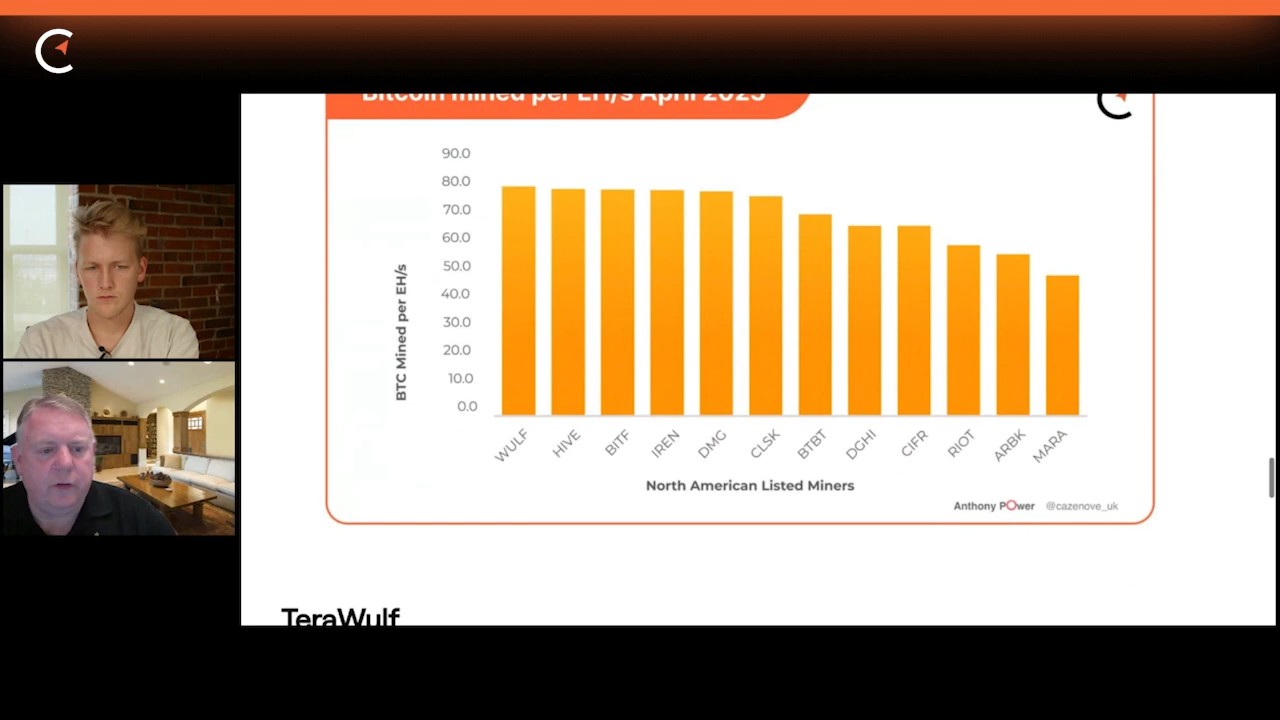 Bitcoin mined per EH/s April 2023
90.0
80.0
70.0
60.0
50.0
40.0
30.0
20.0
10.0
0.0
BTC Mined per EH/s
WULF
HIVE
BITF
IREN
DMG
CLSK
BTBT
DGHI
CIFR
RIOT
ARBK
MARA
North American Listed Miners
Anthony Power @cazenove_uk
TeraWulf